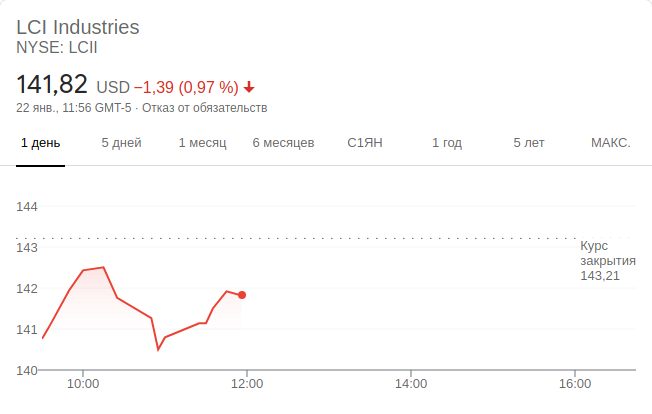 LCI Industries
NYSE: LCII
141,82 USD −1,39 (0,97 %)
22 янв., 11:56 GMT-5 · Отказ от обязательств
1 день 5 дней 1 месяц 6 месяцев С1ЯН 1 год 5 лет МАКС.
144
143
142
141
140
Курс
закрытия
143,21
10:00 12:00 14:00 16:00